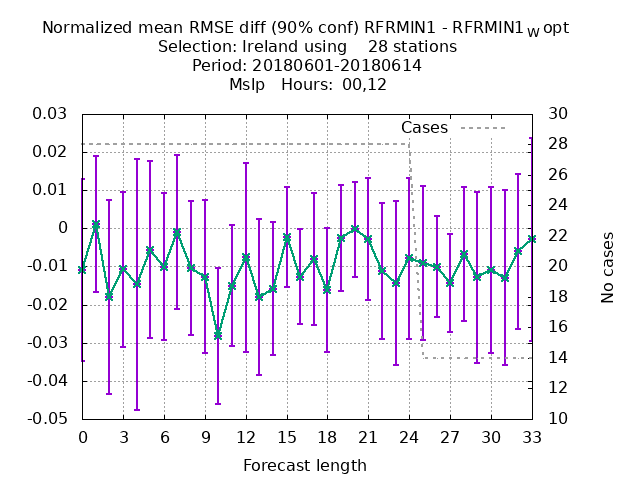 Normalized mean RMSE diff (90% conf) RFRMIN1 - RFRMIN1wopt
Selection: Ireland using 28 stations
Period: 20180601-20180614
Mslp Hours: 00,12
Cases
0.03
0.02
0.01
0
-0.01
-0.02
-0.03
-0.04
-0.05
30
28
26
24
22
20
18
16
14
12
10
No cases
0 3 6 9 12 15 18 21 24 27 30 33
Forecast length